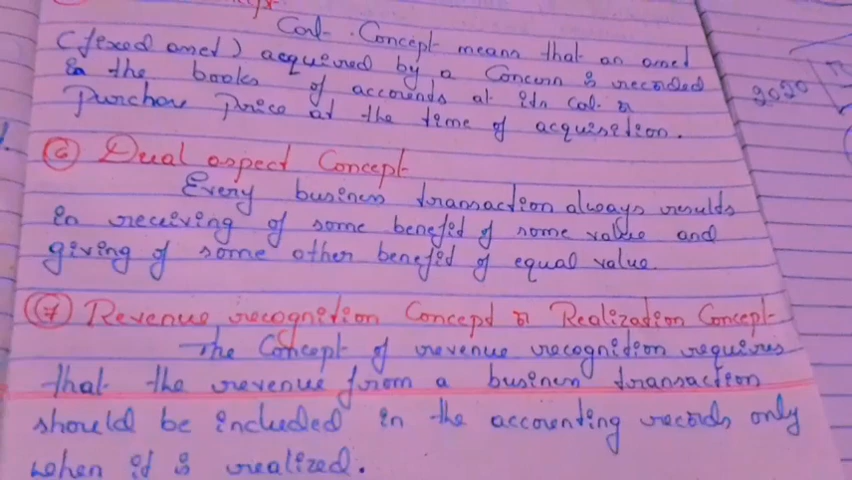 Cost Concept means that an asset
(fixed asset) acquired by a Concern is recorded
in the books of accounts at its cost or
Purchase Price at the time of acquisition.
⑥ Dual aspect Concept
Every business transaction always results
in receiving of some benefit of some value and
giving of some other benefit of equal value.
⑦ Revenue recognition Concept or Realization Concept
The Concept of revenue recognition requires
that the revenue from a business transaction
should be included in the accounting records only
when it is realized.